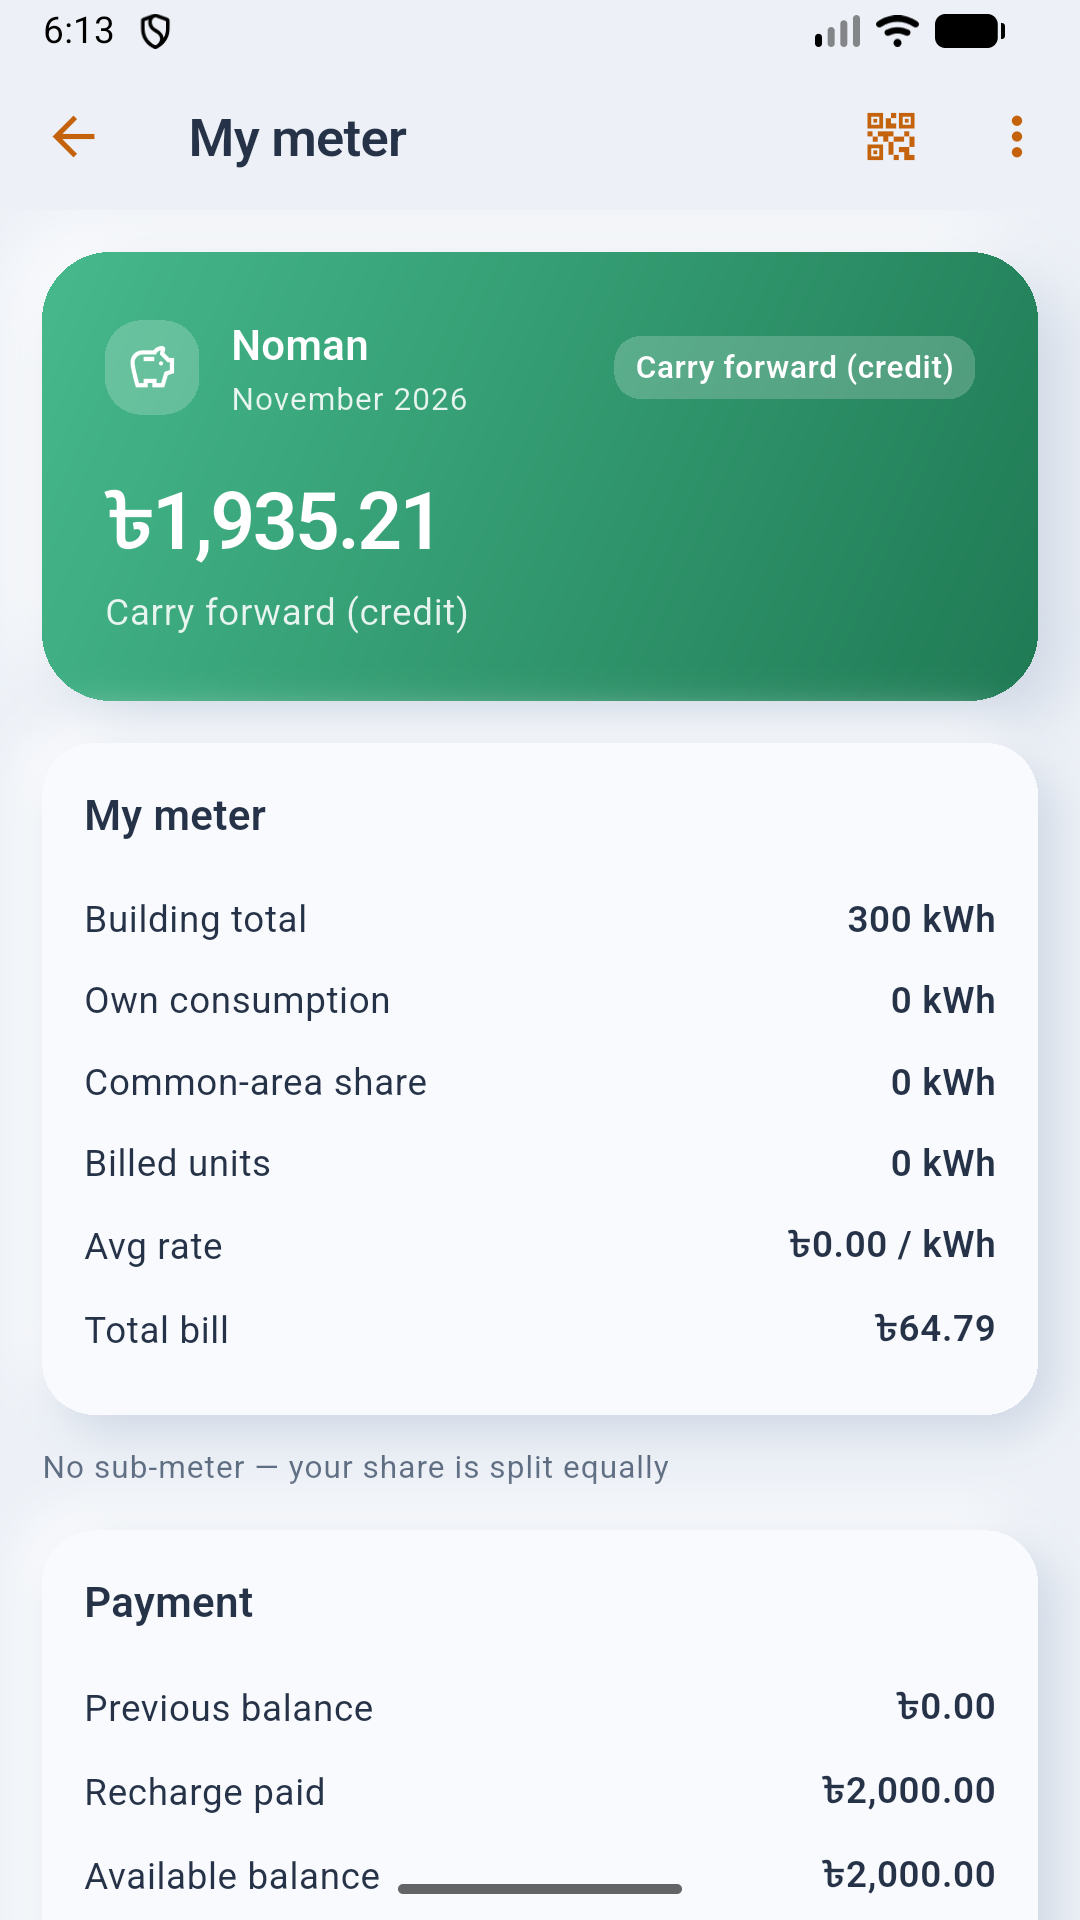 6:13
My meter
Noman
November 2026
Carry forward (credit)
৳1,935.21
Carry forward (credit)
My meter
Building total 300 kWh
Own consumption 0 kWh
Common-area share 0 kWh
Billed units 0 kWh
Avg rate ৳0.00 / kWh
Total bill ৳64.79
No sub-meter — your share is split equally
Payment
Previous balance ৳0.00
Recharge paid ৳2,000.00
Available balance ৳2,000.00